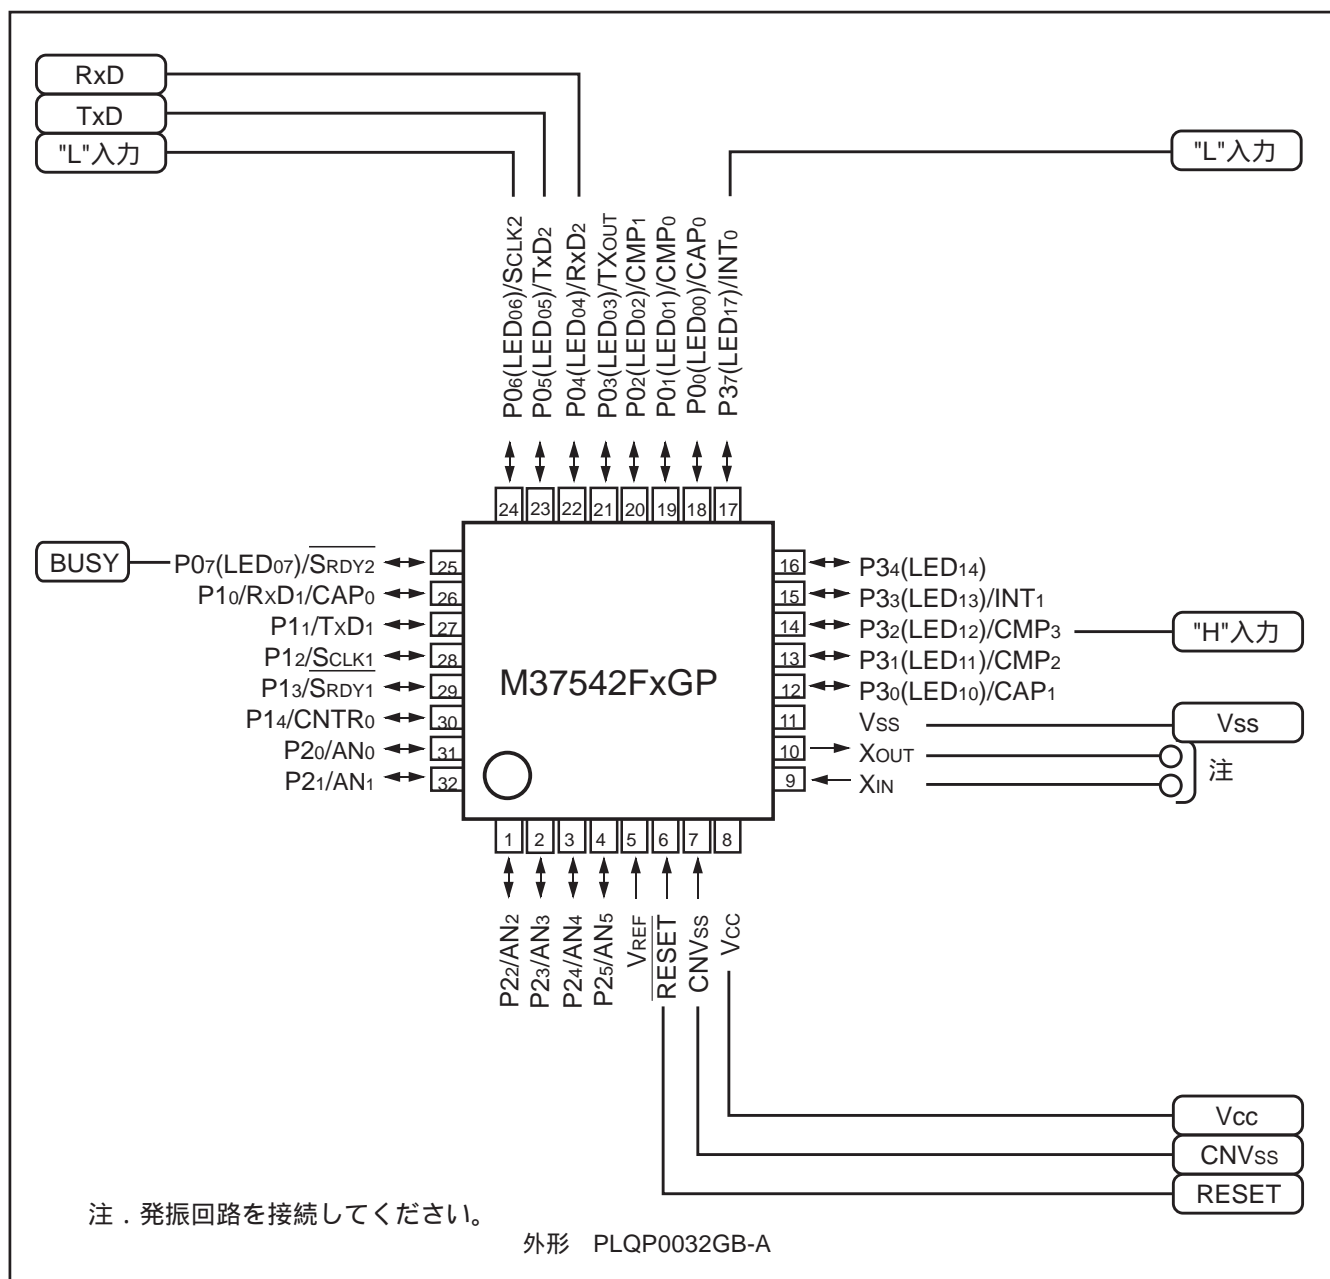 RxD
TxD
"L"入力
"L"入力
P06(LED06)/SCLK2
P05(LED05)/TxD2
P04(LED04)/RxD2
P03(LED03)/TXOUT
P02(LED02)/CMP1
P01(LED01)/CMP0
P00(LED00)/CAP0
P37(LED17)/INT0
24 23 22 21 20 19 18 17
BUSY
P07(LED07)/SRDY2 25
P10/RxD1/CAP0 26
P11/TxD1 27
P12/SCLK1 28
P13/SRDY1 29
P14/CNTR0 30
P20/AN0 31
P21/AN1 32
M37542FxGP
16 P34(LED14)
15 P33(LED13)/INT1
14 P32(LED12)/CMP3
"H"入力
13 P31(LED11)/CMP2
12 P30(LED10)/CAP1
11 VSS
Vss
10 XOUT
9 XIN
注
1 2 3 4 5 6 7 8
P22/AN2
P23/AN3
P24/AN4
P25/AN5
VREF
RESET
CNVSS
VCC
Vcc
CNVss
RESET
注．発振回路を接続してください。
外形　PLQP0032GB-A